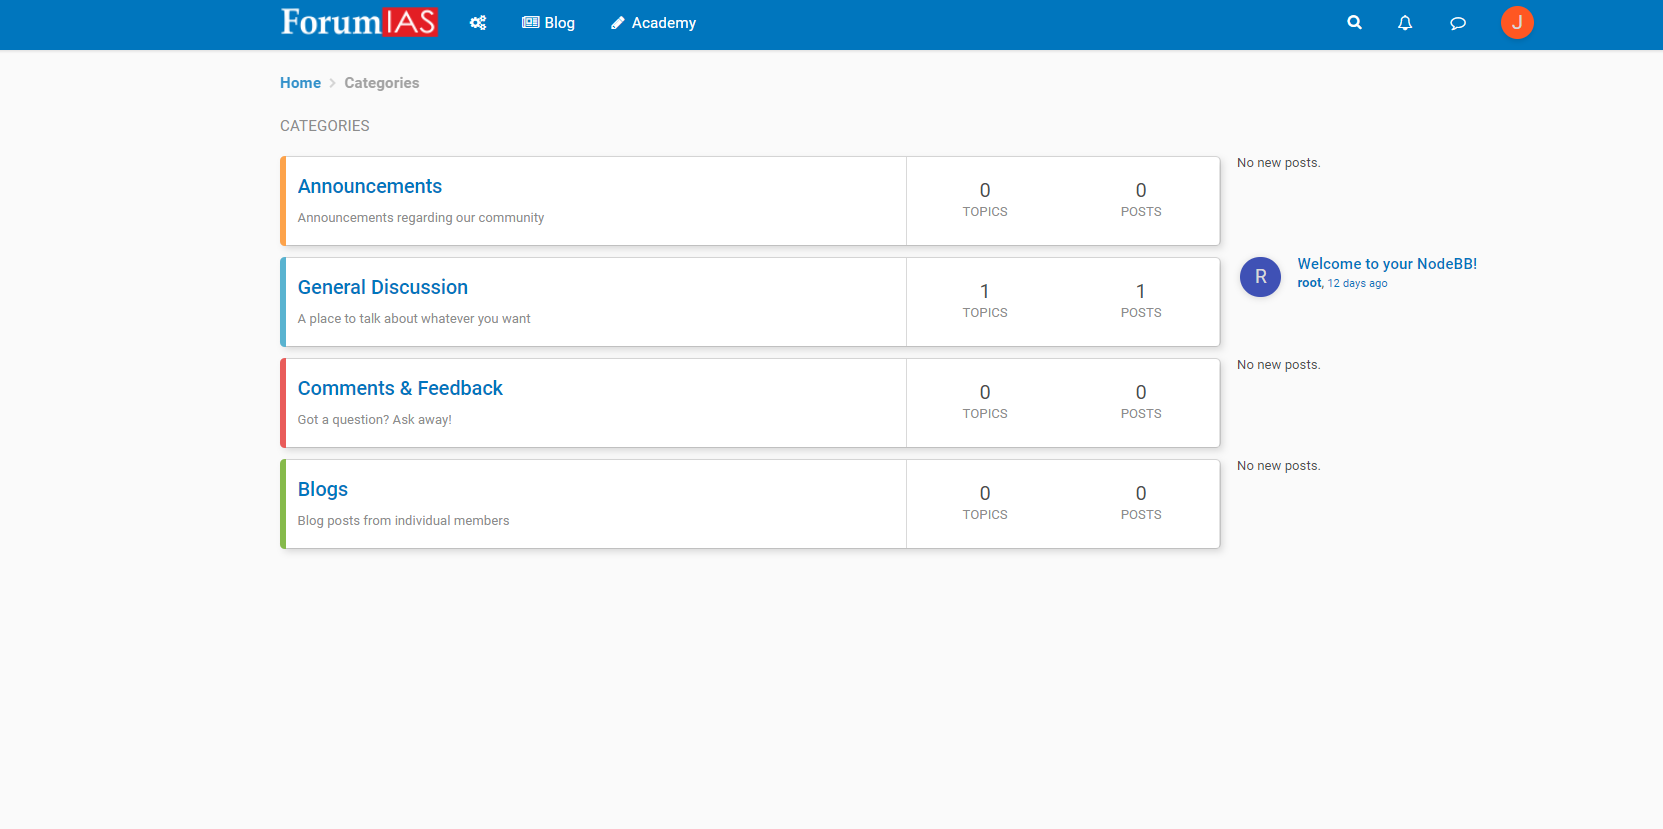 ForumIAS Blog Academy J
Home Categories
CATEGORIES
Announcements
Announcements regarding our community
0 0
TOPICS POSTS
No new posts.
General Discussion
A place to talk about whatever you want
1 1
TOPICS POSTS
R
Welcome to your NodeBB!
root, 12 days ago
Comments & Feedback
Got a question? Ask away!
0 0
TOPICS POSTS
No new posts.
Blogs
Blog posts from individual members
0 0
TOPICS POSTS
No new posts.